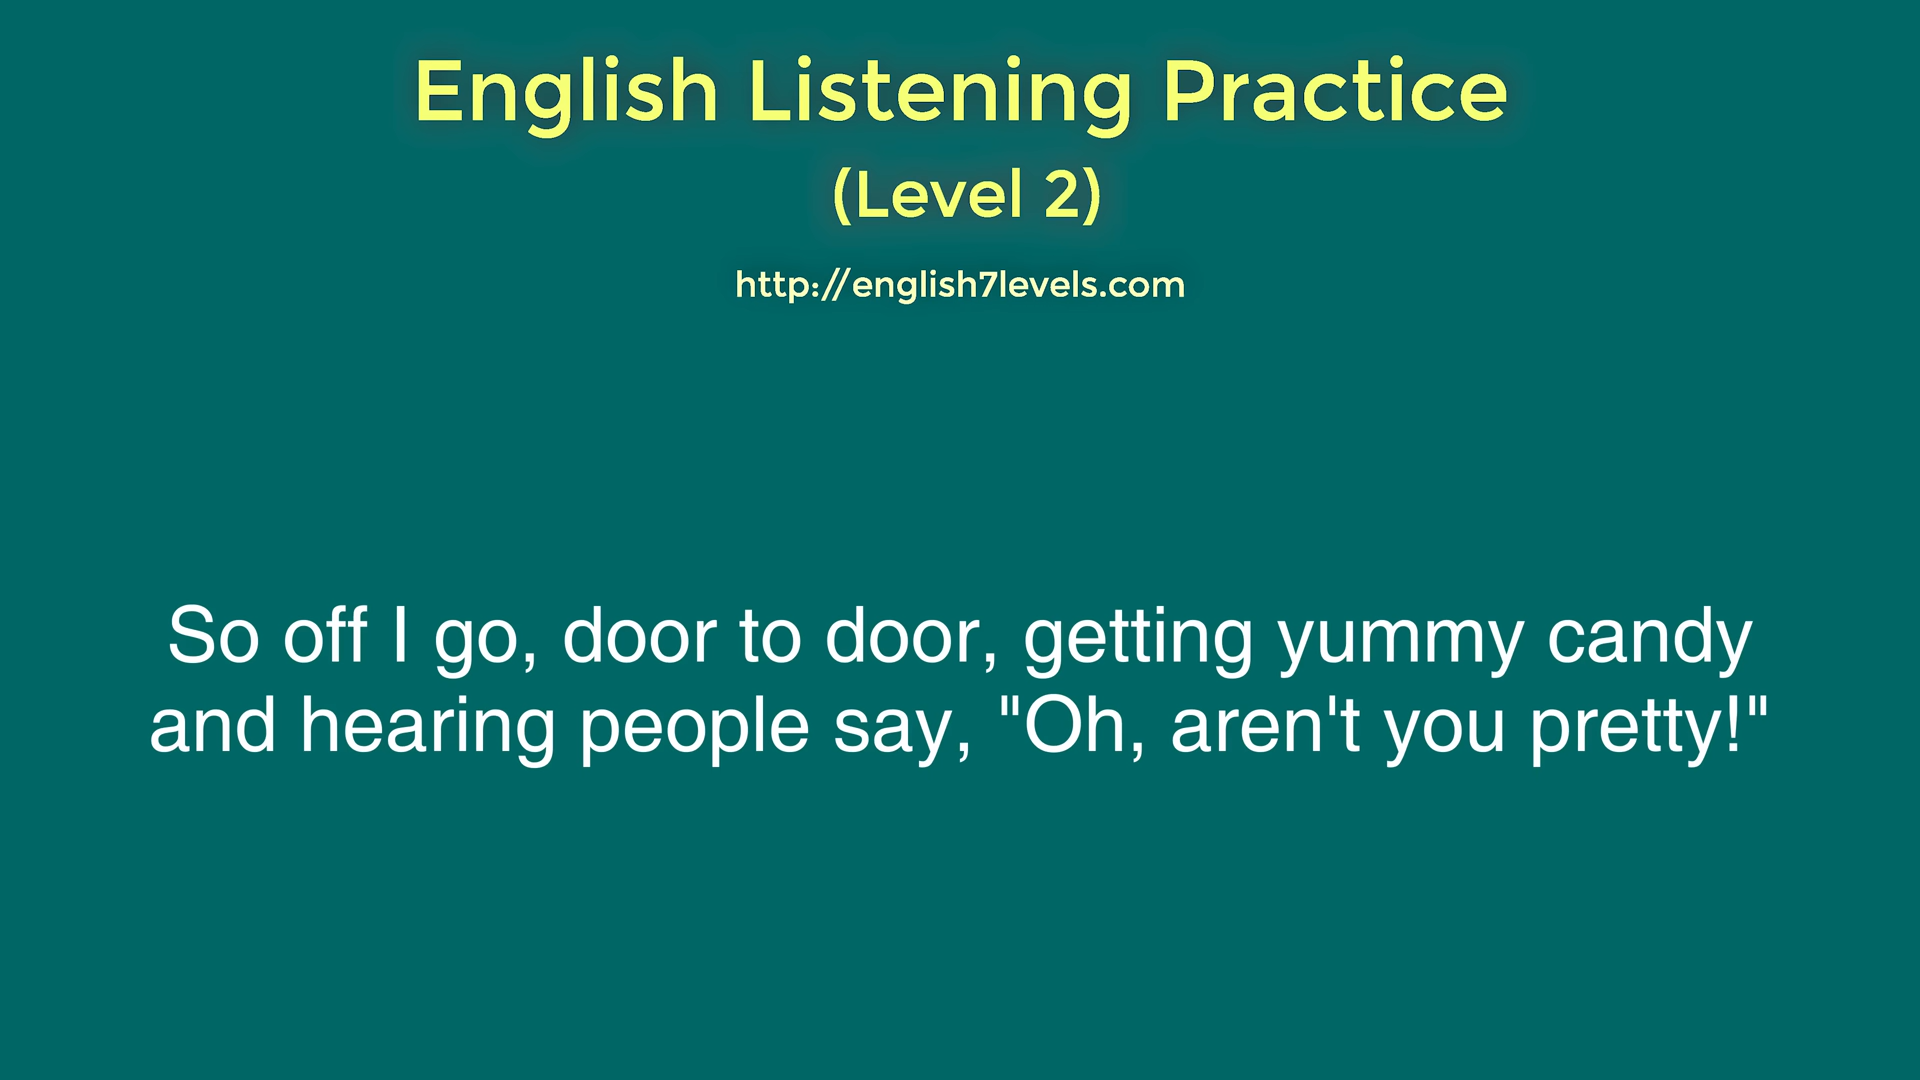 English Listening Practice
(Level 2)
http://english7levels.com
So off I go, door to door, getting yummy candy
and hearing people say, "Oh, aren't you pretty!"